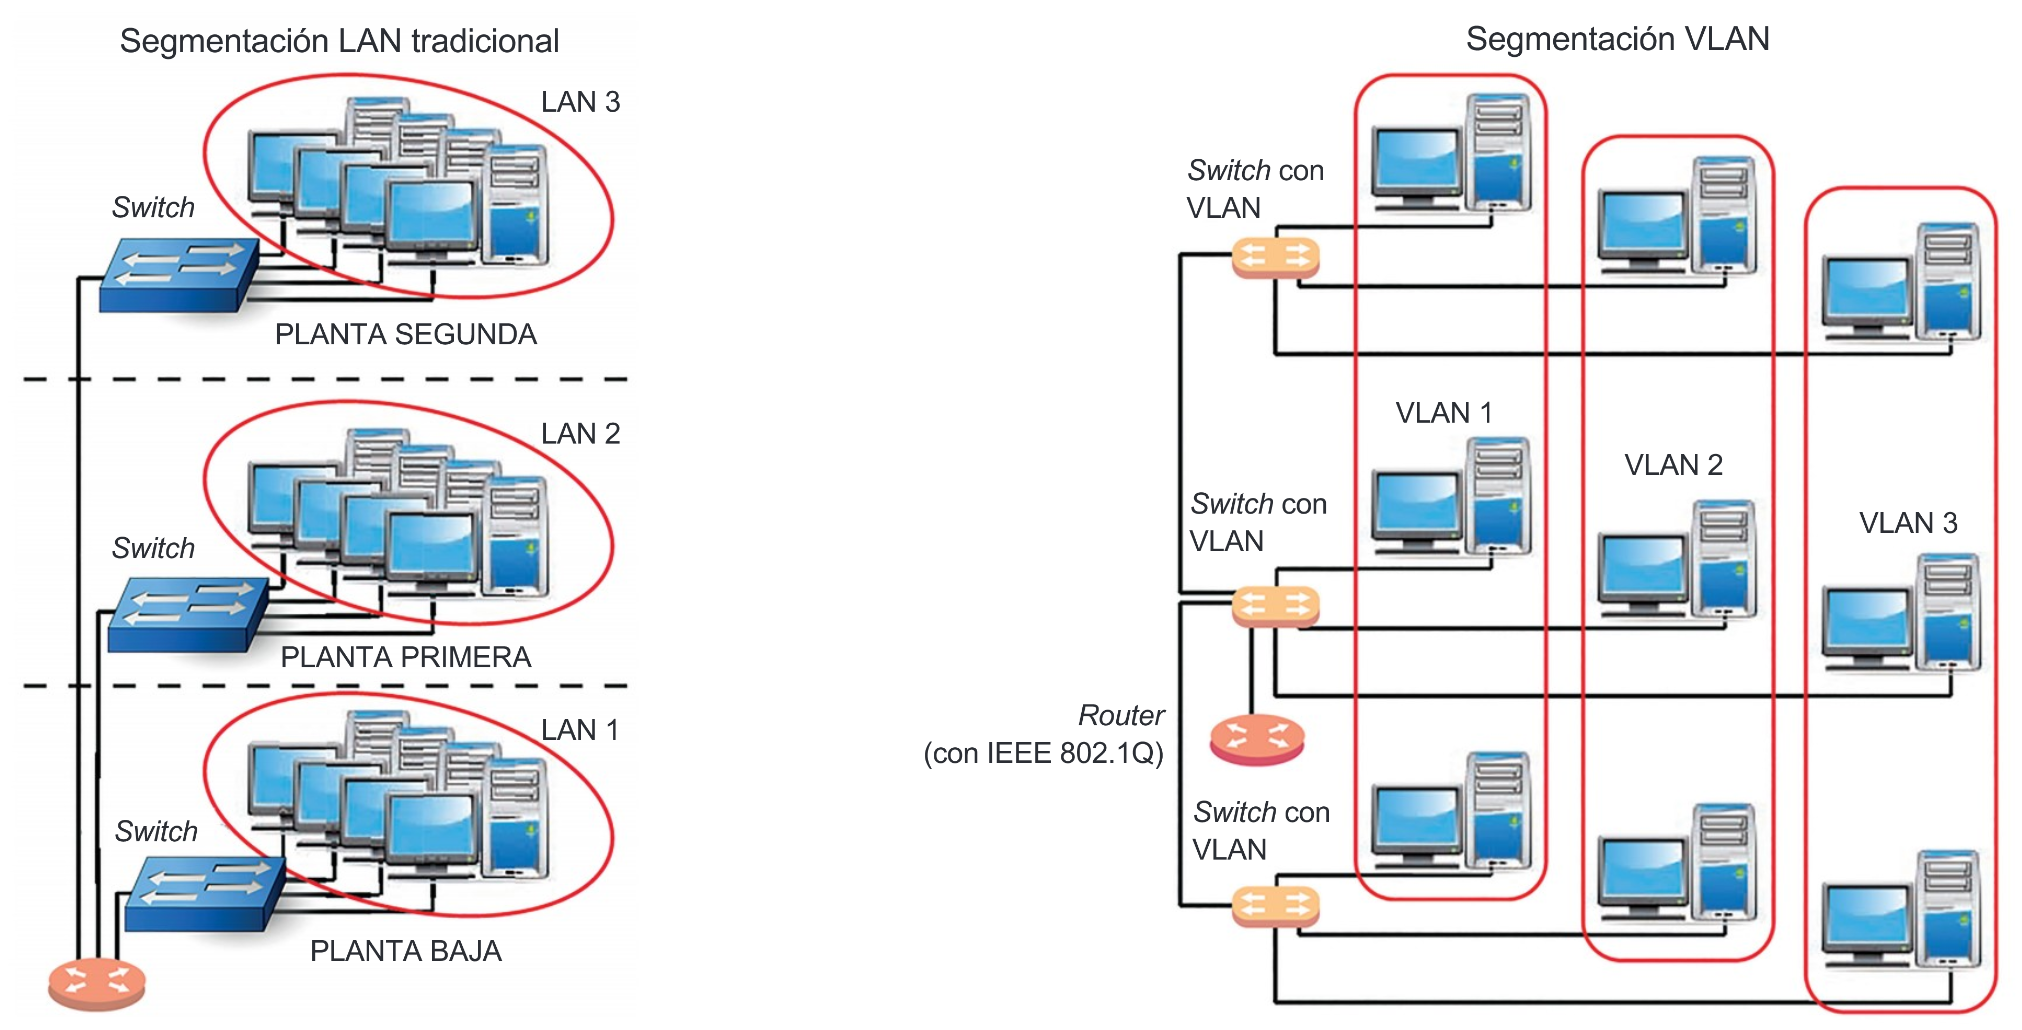 Segmentación LAN tradicional
LAN 3
Switch
PLANTA SEGUNDA
LAN 2
Switch
PLANTA PRIMERA
LAN 1
Switch
PLANTA BAJA
Segmentación VLAN
Switch con
VLAN
VLAN 1
VLAN 2
Switch con
VLAN
VLAN 3
Router
(con IEEE 802.1Q)
Switch con
VLAN